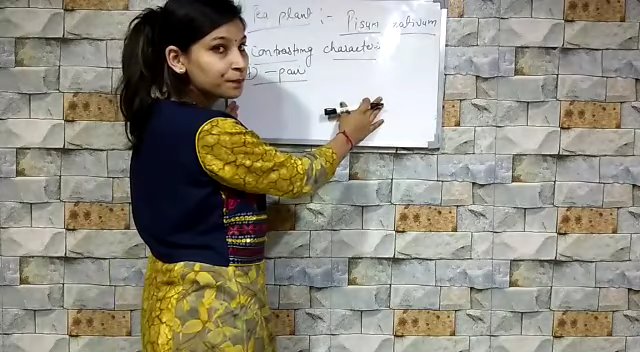 Pea plant :- Pisum sativum
Contrasting characters
- pair